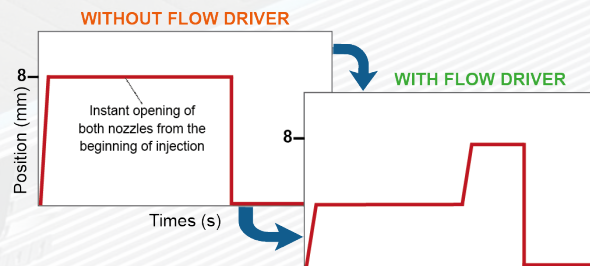 WITHOUT FLOW DRIVER
8
Instant opening of
both nozzles from the
beginning of injection
Position (mm)
Times (s)
WITH FLOW DRIVER
8